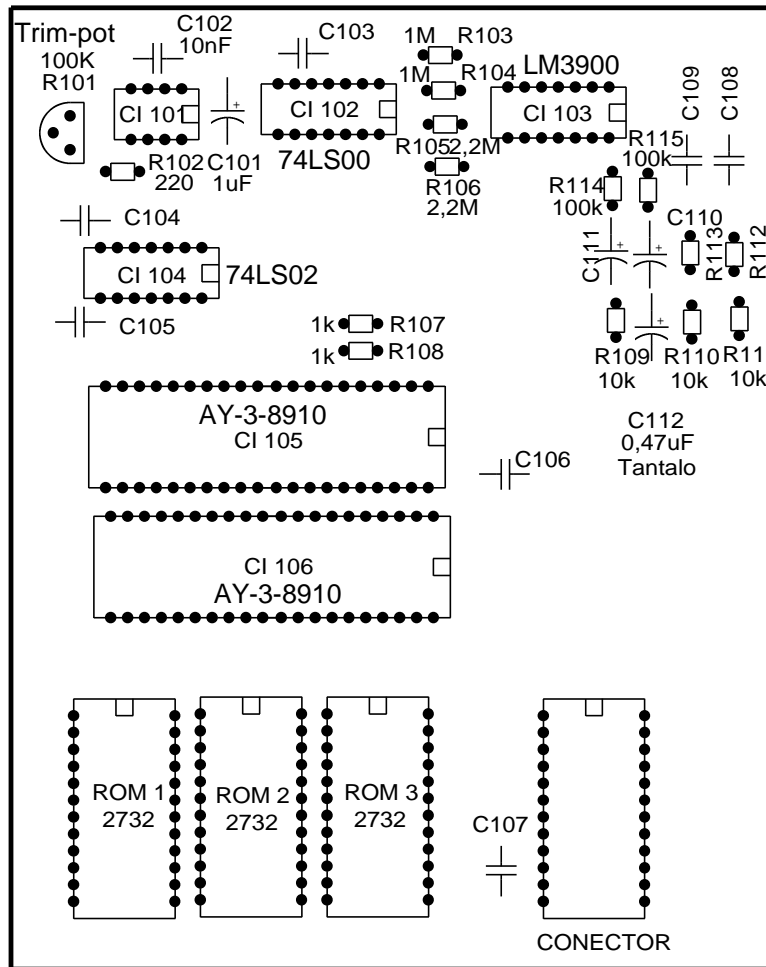 Trim-pot
100K
R101
C102
10nF
C103
1M
R103
1M
R104
LM3900
C109
C108
CI 101
CI 102
CI 103
R105
2,2M
R115
100k
R102
220
C101
1uF
74LS00
R106
2,2M
R114
100k
C104
C110
C111
R113
R112
CI 104
74LS02
C105
1k
R107
1k
R108
R109
10k
R110
10k
R11
10k
AY-3-8910
CI 105
C112
0,47uF
Tantalo
C106
CI 106
AY-3-8910
ROM 1
2732
ROM 2
2732
ROM 3
2732
C107
CONECTOR
+
+
+
+